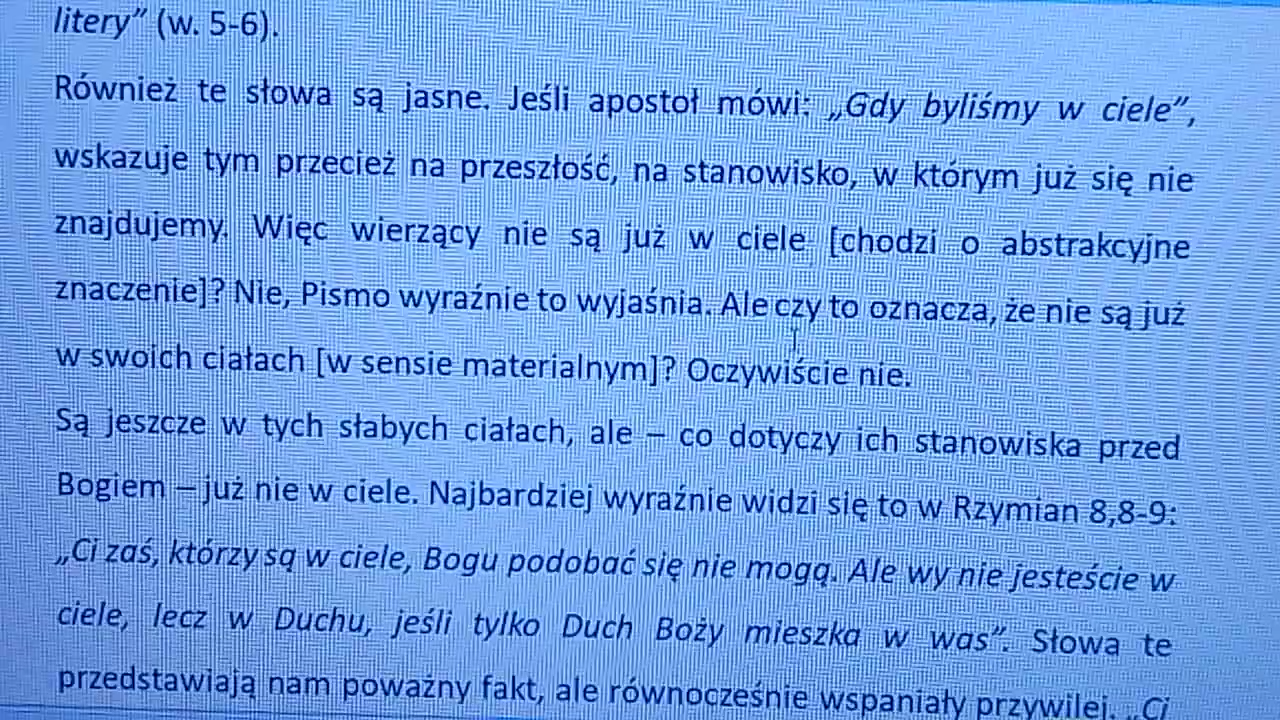 litery” (w. 5-6).
Również te słowa są jasne. Jeśli apostoł mówi: „Gdy byliśmy w ciele”,
wskazuje tym przecież na przeszłość, na stanowisko, w którym już się nie
znajdujemy. Więc wierzący nie są już w ciele [chodzi o abstrakcyjne
znaczenie]? Nie, Pismo wyraźnie to wyjaśnia. Ale czy to oznacza, że nie są już
w swoich ciałach [w sensie materialnym]? Oczywiście nie.
Są jeszcze w tych słabych ciałach, ale – co dotyczy ich stanowiska przed
Bogiem – już nie w ciele. Najbardziej wyraźnie widzi się to w Rzymian 8,8-9:
„Ci zaś, którzy są w ciele, Bogu podobać się nie mogą. Ale wy nie jesteście w
ciele, lecz w Duchu, jeśli tylko Duch Boży mieszka w was”. Słowa te
przedstawiają nam poważny fakt, ale równocześnie wspaniały przywilej. „Ci